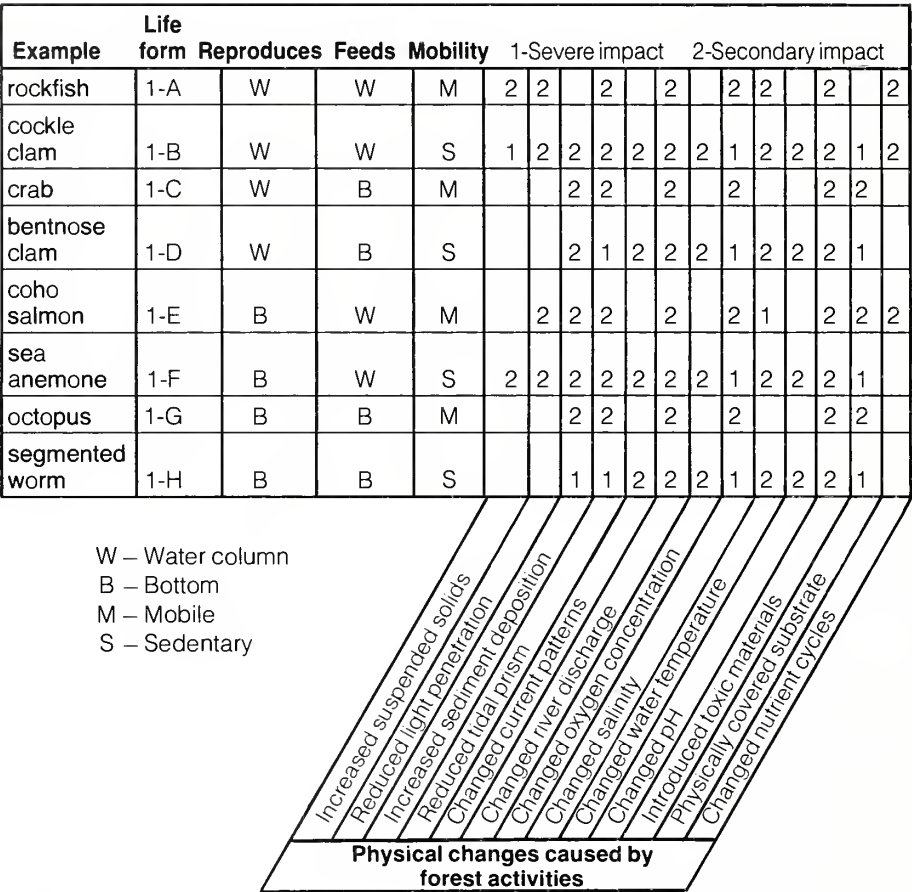 Example Life form Reproduces Feeds Mobility 1-Severe impact 2-Secondary impact
rockfish 1-A W W M 2 2 2 2 2 2 2 2
cockle clam 1-B W W S 1 2 2 2 2 2 2 1 2 2 2 1 2
crab 1-C W B M 2 2 2 2 2 2
bentnose clam 1-D W B S 2 1 2 2 2 1 2 2 2 1
coho salmon 1-E B W M 2 2 2 2 2 1 2 2 2
sea anemone 1-F B W S 2 2 2 2 2 2 2 1 2 2 2 1
octopus 1-G B B M 2 2 2 2 2 2
segmented worm 1-H B B S 1 1 2 2 2 1 2 2 2 1
W – Water column
B – Bottom
M – Mobile
S – Sedentary
Increased suspended solids
Reduced light penetration
Increased sediment deposition
Reduced tidal prism
Changed current patterns
Changed river discharge
Changed oxygen concentration
Changed salinity
Changed water temperature
Changed pH
Introduced toxic materials
Physically covered substrate
Changed nutrient cycles
Physical changes caused by
forest activities